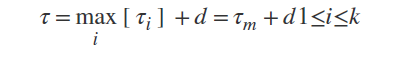 τ = max [ τᵢ ] + d = τₘ + d1≤i≤k
i